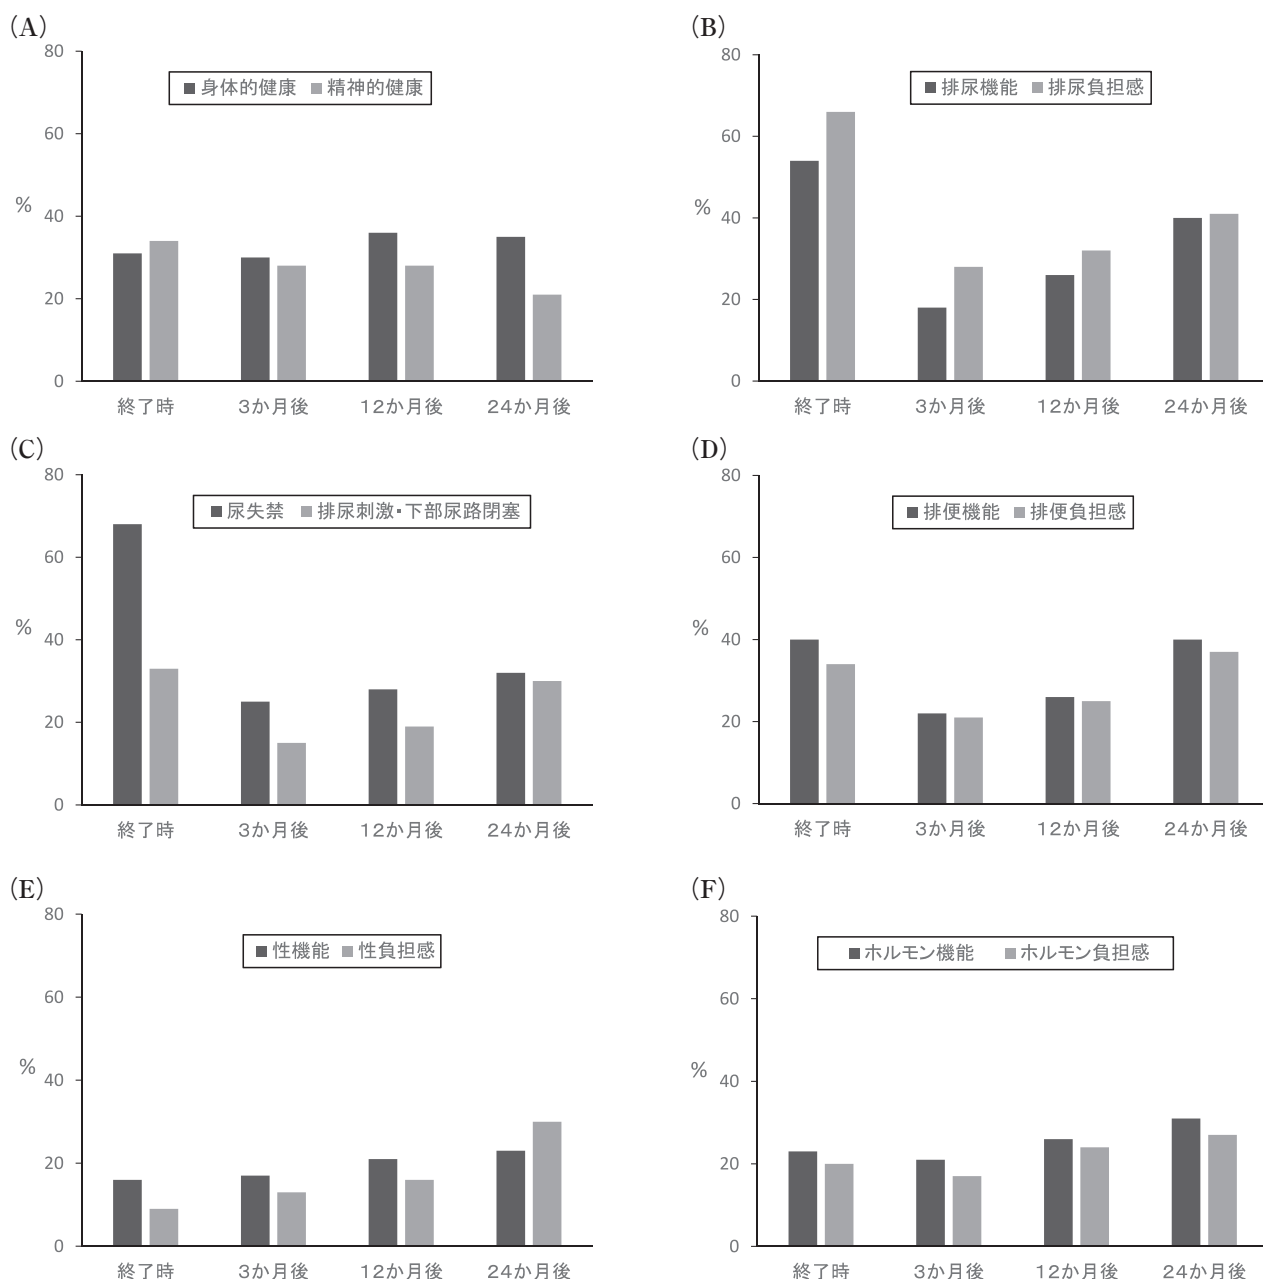 (A)
80
60
40
20
0
%
■身体的健康 ■精神的健康
終了時 3か月後 12か月後 24か月後
(B)
80
60
40
20
0
%
■排尿機能 ■排尿負担感
終了時 3か月後 12か月後 24か月後
(C)
80
60
40
20
0
%
■尿失禁 ■排尿刺激・下部尿路閉塞
終了時 3か月後 12か月後 24か月後
(D)
80
60
40
20
0
%
■排便機能 ■排便負担感
終了時 3か月後 12か月後 24か月後
(E)
80
60
40
20
0
%
■性機能 ■性負担感
終了時 3か月後 12か月後 24か月後
(F)
80
60
40
20
0
%
■ホルモン機能 ■ホルモン負担感
終了時 3か月後 12か月後 24か月後